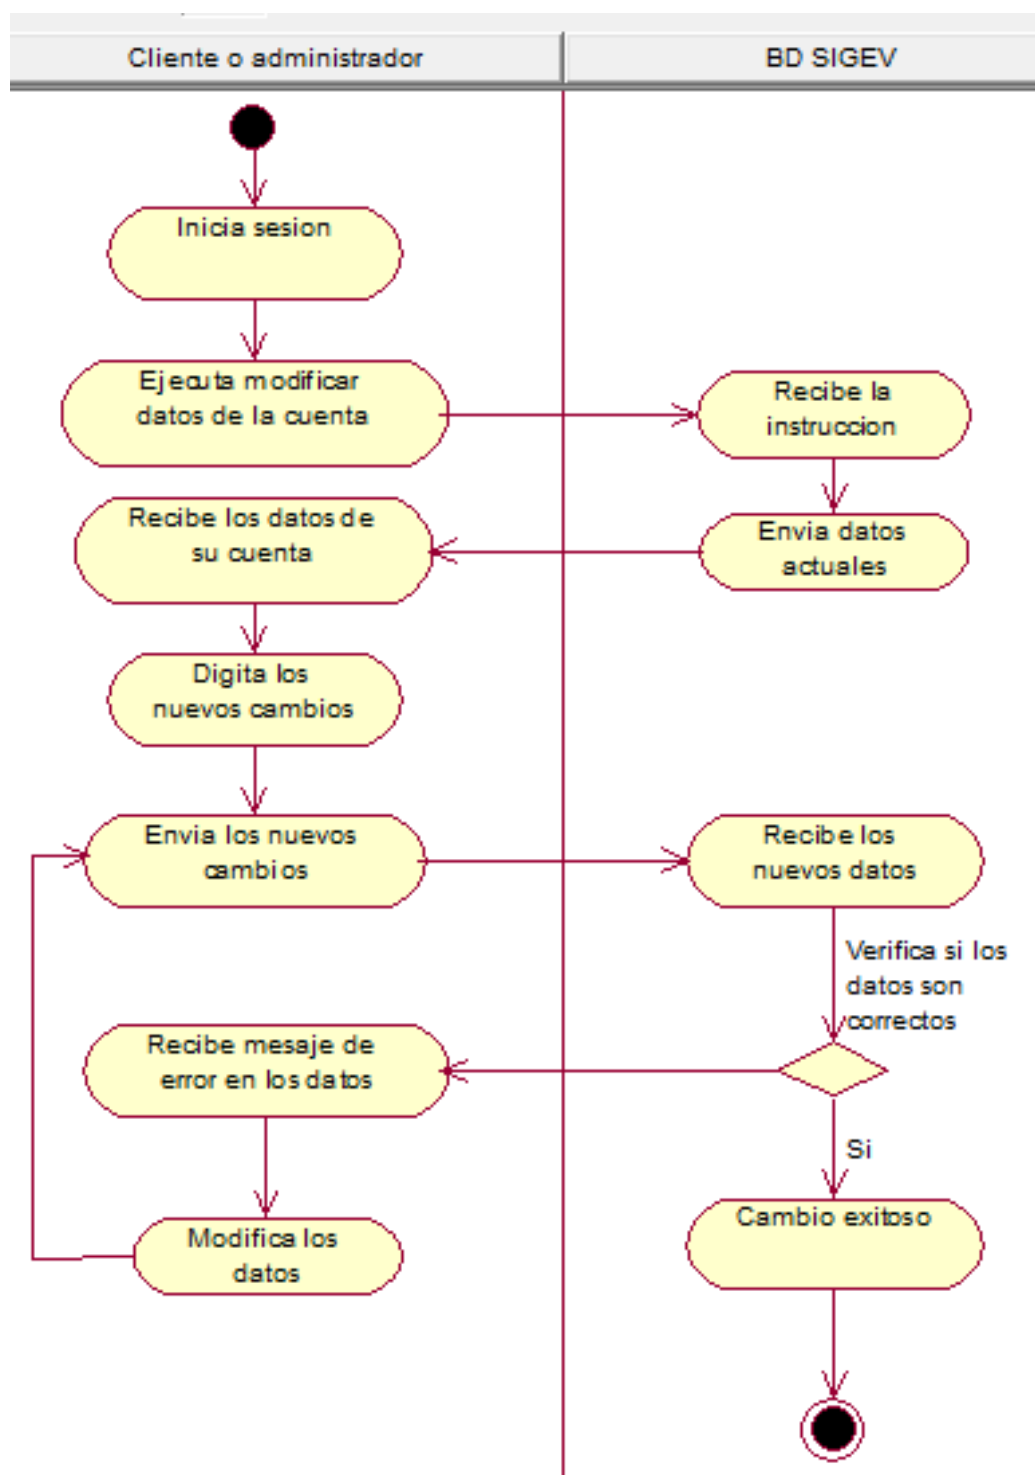 Cliente o administrador
BD SIGEV
Inicia sesion
Ejecuta modificar
datos de la cuenta
Recibe la
instruccion
Recibe los datos de
su cuenta
Envia datos
actuales
Digita los
nuevos cambios
Envia los nuevos
cambios
Recibe los
nuevos datos
Verifica si los
datos son
correctos
Recibe mesaje de
error en los datos
Si
Modifica los
datos
Cambio exitoso